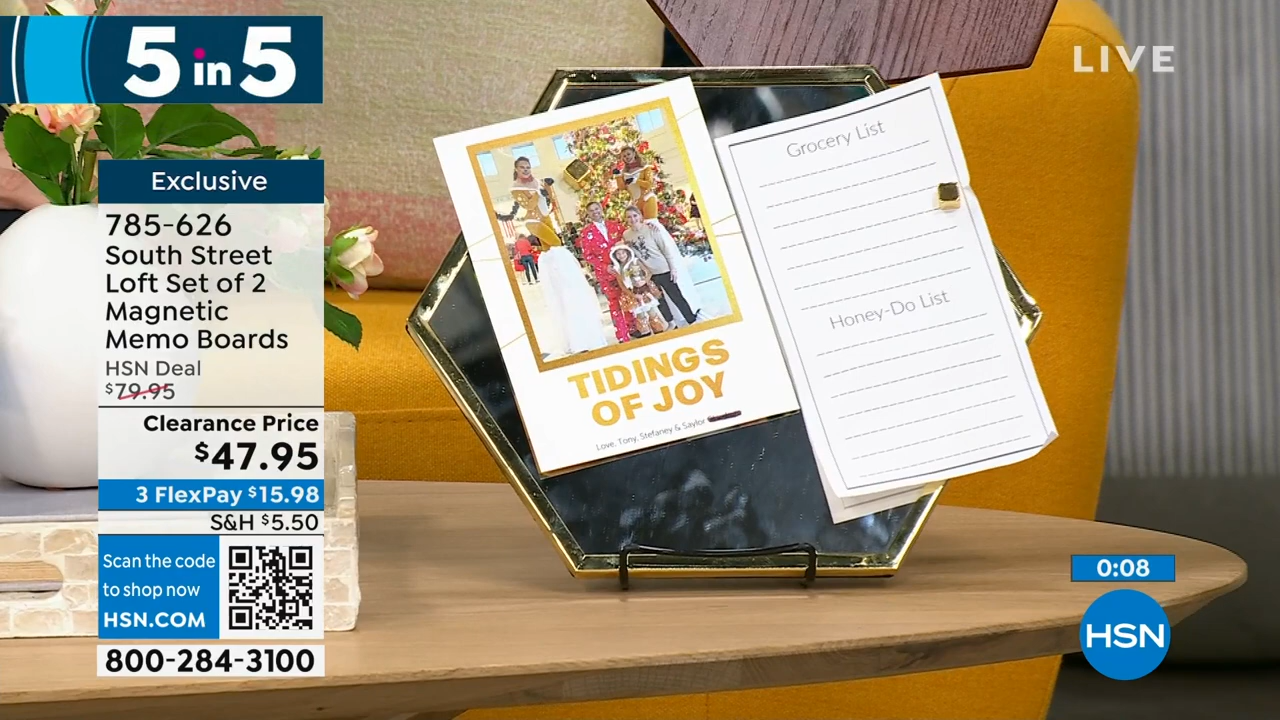 5 in 5
LIVE
Exclusive
785-626
South Street
Loft Set of 2
Magnetic
Memo Boards
HSN Deal
$79.95
Clearance Price
$47.95
3 FlexPay $15.98
S&H $5.50
Scan the code
to shop now
HSN.COM
800-284-3100
TIDINGS
OF JOY
Love, Tony, Stefaney & Saylor
Grocery List
Honey-Do List
0:08
HSN